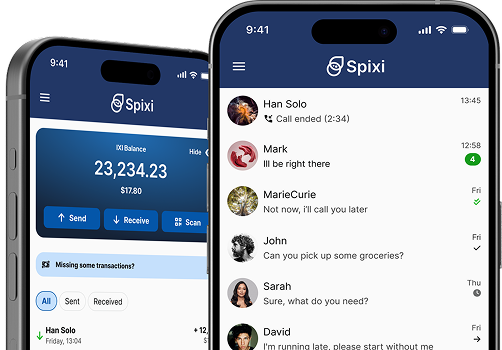 9:41
Spixi
IXI Balance
Hide
23,234.23
$17.80
Send
Receive
Scan
Missing some transactions?
All
Sent
Received
Han Solo
Friday, 13:04
+ 12,
9:41
Spixi
Han Solo
13:45
Call ended (2:34)
Mark
12:58
Ill be right there
4
MarieCurie
Fri
Not now, i'll call you later
John
Fri
Can you pick up some groceries?
Sarah
Thu
Sure, what do you need?
David
Fri
I'm running late, please start without me